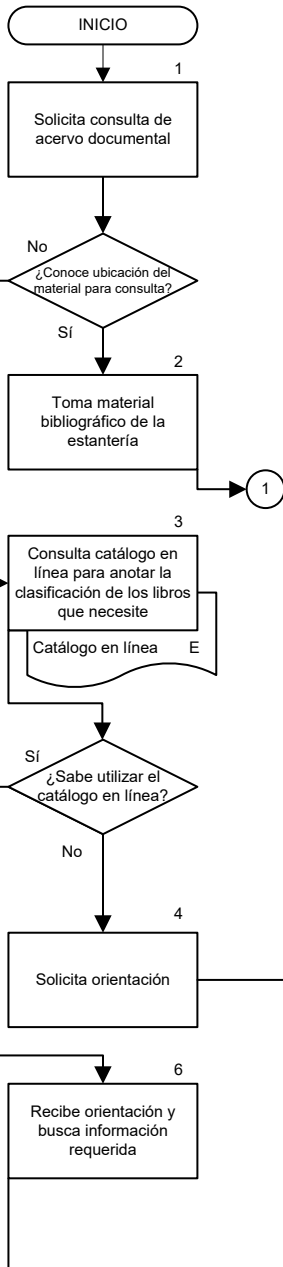 INICIO
1
Solicita consulta de
acervo documental
No
¿Conoce ubicación del
material para consulta?
Sí
2
Toma material
bibliográfico de la
estantería
1
3
Consulta catálogo en
línea para anotar la
clasificación de los libros
que necesite
Catálogo en línea E
Sí
¿Sabe utilizar el
catálogo en línea?
No
4
Solicita orientación
6
Recibe orientación y
busca información
requerida